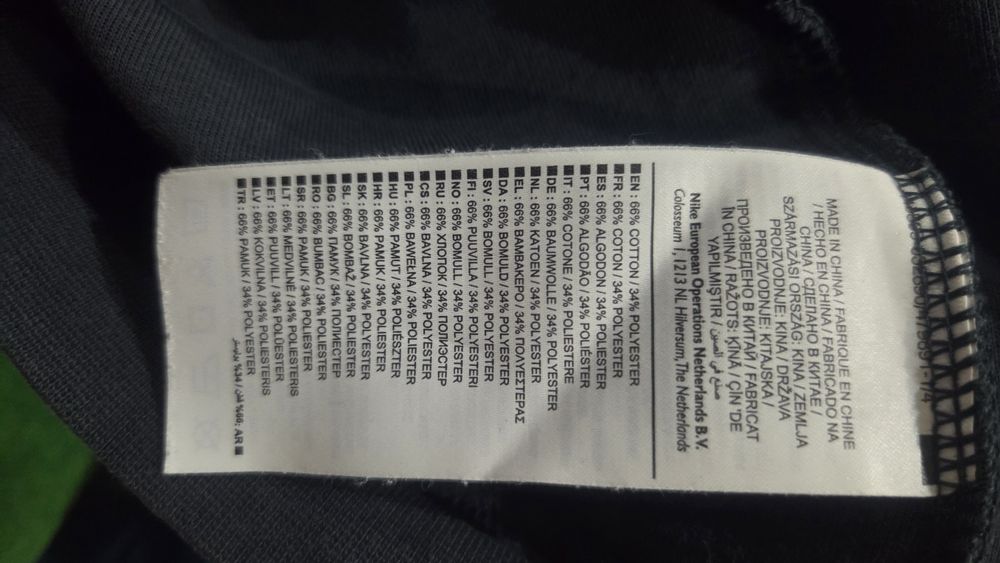 MADE IN CHINA / FABRIQUE EN CHINE
/ HECHO EN CHINA / FABRICADO NA
CHINA / СДЕЛАНО В КИТАЕ /
SZÁRMAZÁSI ORSZÁG: KÍNA / ZEMLJA
PROIZVODNJE: KINA / DRŽAVA
PROIZVODNJE: KITAJSKA /
ПРОИЗВЕДЕНО В КИТАЙ / FABRICAT
ÎN CHINA / RAŽOTS: ĶĪNĀ / ÇİN 'DE
YAPILMIŞTIR / صنع في الصين
Nike European Operations Netherlands B.V.
Colosseum 1, 1213 NL Hilversum, The Netherlands
■ EN : 66% COTTON / 34% POLYESTER
■ FR : 66% COTON / 34% POLYESTER
■ ES : 66% ALGODON / 34% POLIESTER
■ PT : 66% ALGODÃO / 34% POLIÉSTER
■ IT : 66% COTONE / 34% POLIESTERE
■ DE : 66% BAUMWOLLE / 34% POLYESTER
■ NL : 66% KATOEN / 34% POLYESTER
■ EL : 66% ΒΑΜΒΑΚΕΡΟ / 34% ΠΟΛΥΕΣΤΕΡΑΣ
■ DA : 66% BOMULD / 34% POLYESTER
■ SV : 66% BOMULL / 34% POLYESTER
■ FI : 66% PUUVILLA / 34% POLYESTERI
■ NO : 66% BOMULL / 34% POLYESTER
■ RU : 66% ХЛОПОК / 34% ПОЛИЭСТЕР
■ CS : 66% BAVLNA / 34% POLYESTER
■ PL : 66% BAWEŁNA / 34% POLIESTER
■ HU : 66% PAMUT / 34% POLIÉSZTER
■ HR : 66% PAMUK / 34% POLIESTER
■ SK : 66% BAVLNA / 34% POLYESTER
■ SL : 66% BOMBAŽ / 34% POLIESTER
■ BG : 66% ПАМУК / 34% ПОЛИЕСТЕР
■ RO : 66% BUMBAC / 34% POLIESTER
■ SR : 66% PAMUK / 34% POLIESTER
■ LT : 66% MEDVILNĖ / 34% POLIESTERIS
■ ET : 66% PUUVILL / 34% POLÜESTER
■ LV : 66% KOKVILNA / 34% POLIESTERIS
■ TR : 66% PAMUK / 34% POLYESTER
■ AR :66% قطن / 34% بوليستر